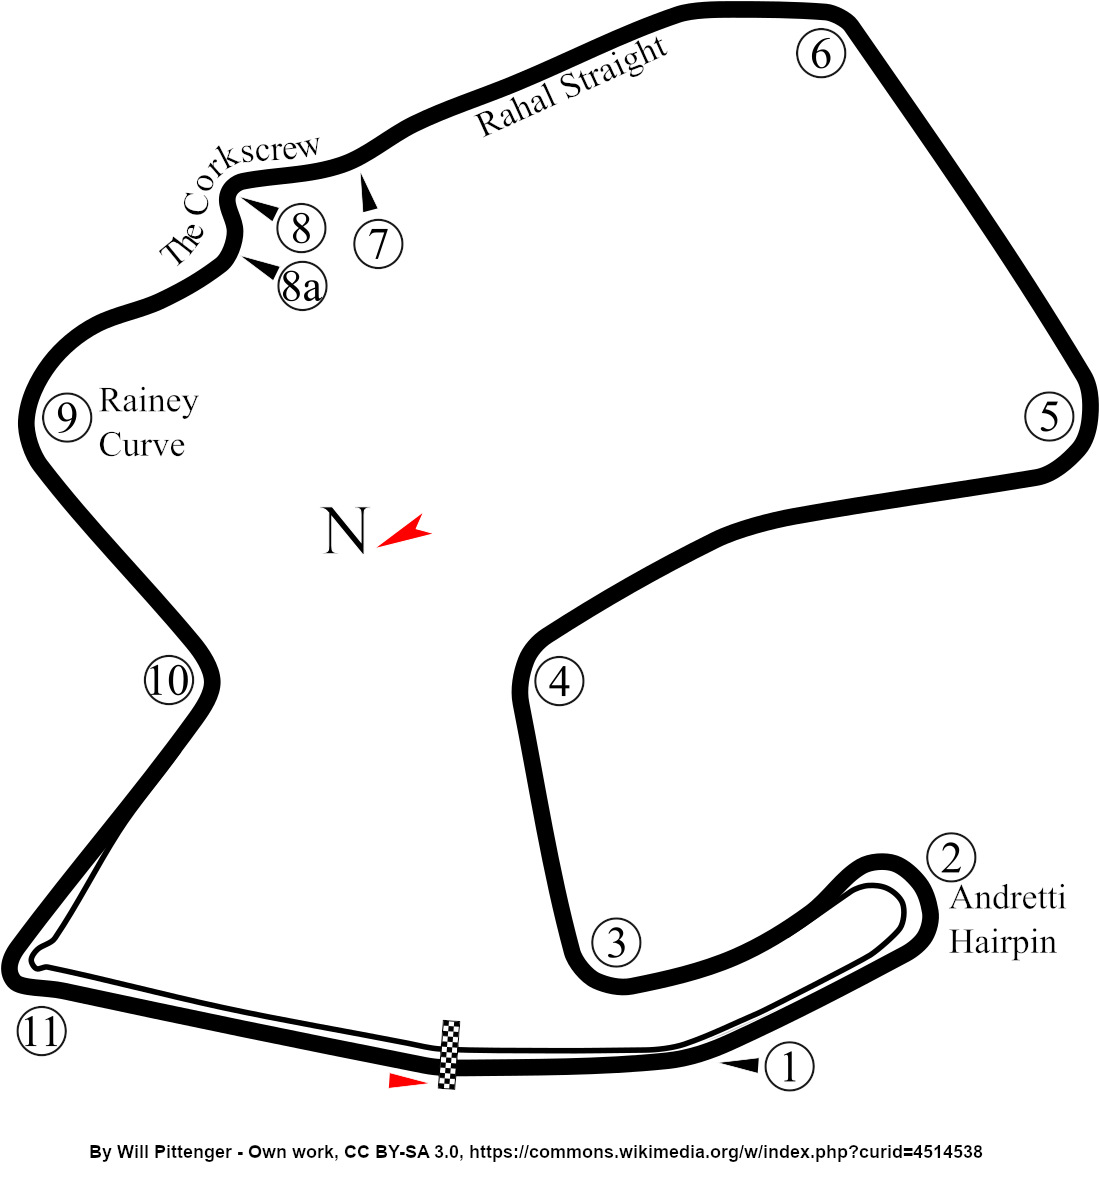 6
Rahal Straight
The Corkscrew
8
7
8a
9
Rainey
Curve
5
N
10
4
2
Andretti
Hairpin
3
11
1
By Will Pittenger - Own work, CC BY-SA 3.0, https://commons.wikimedia.org/w/index.php?curid=4514538